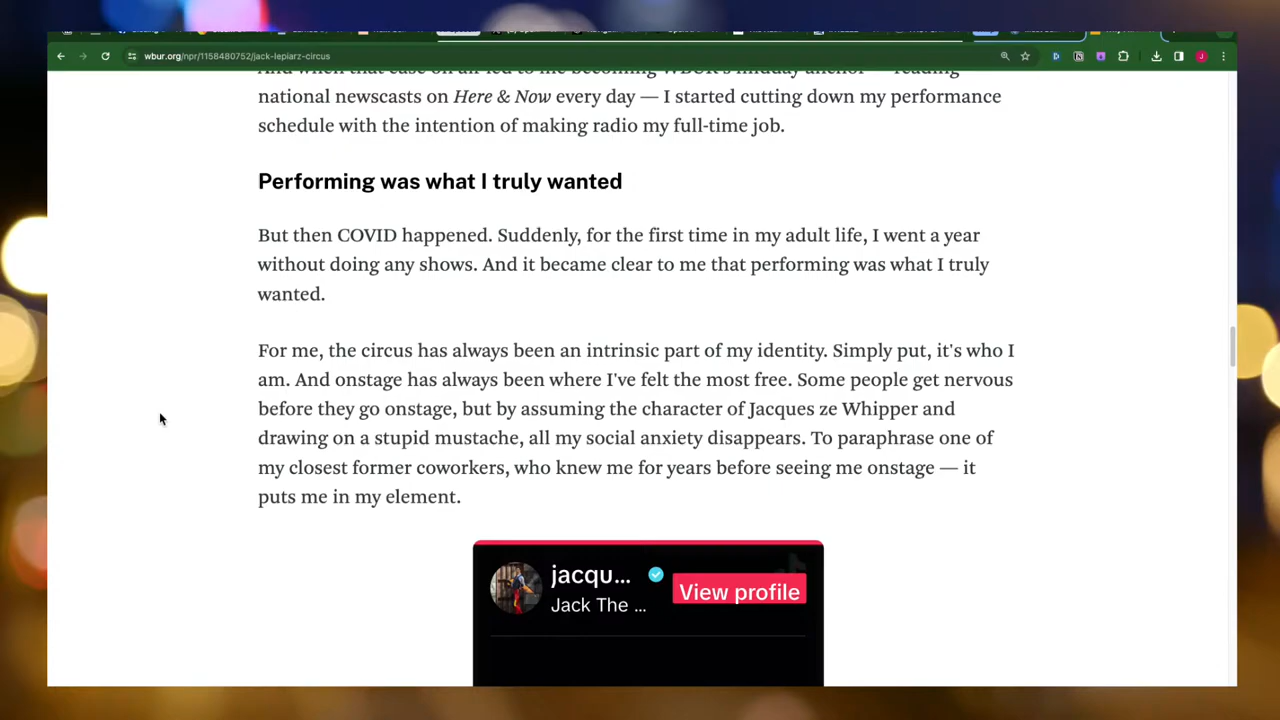 wbur.org/npr/1158480752/jack-lepiarz-circus
national newscasts on Here & Now every day — I started cutting down my performance
schedule with the intention of making radio my full-time job.
Performing was what I truly wanted
But then COVID happened. Suddenly, for the first time in my adult life, I went a year
without doing any shows. And it became clear to me that performing was what I truly
wanted.
For me, the circus has always been an intrinsic part of my identity. Simply put, it's who I
am. And onstage has always been where I've felt the most free. Some people get nervous
before they go onstage, but by assuming the character of Jacques ze Whipper and
drawing on a stupid mustache, all my social anxiety disappears. To paraphrase one of
my closest former coworkers, who knew me for years before seeing me onstage — it
puts me in my element.
jacqu...
View profile
Jack The ...